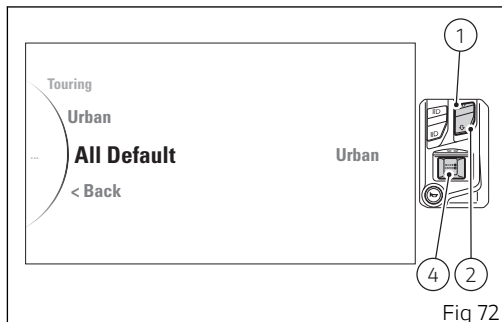 1
Touring
Urban
... All Default Urban
< Back
4 2
Fig 72